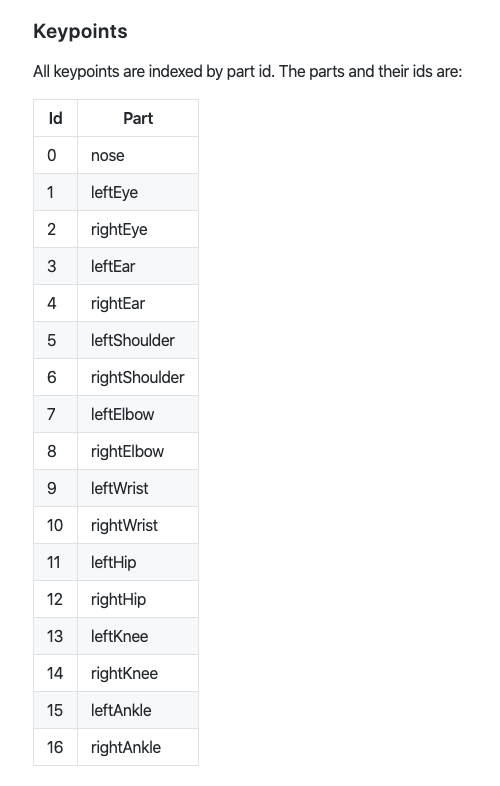 Keypoints
All keypoints are indexed by part id. The parts and their ids are:
Id Part
0 nose
1 leftEye
2 rightEye
3 leftEar
4 rightEar
5 leftShoulder
6 rightShoulder
7 leftElbow
8 rightElbow
9 leftWrist
10 rightWrist
11 leftHip
12 rightHip
13 leftKnee
14 rightKnee
15 leftAnkle
16 rightAnkle